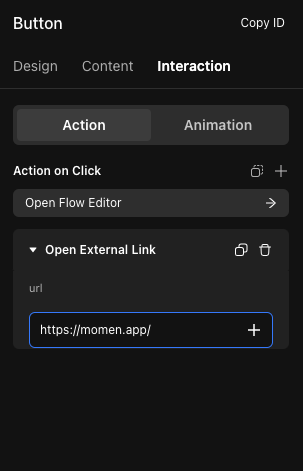 Button Copy ID
Design Content Interaction
Action Animation
Action on Click
Open Flow Editor
Open External Link
url
https://momen.app/